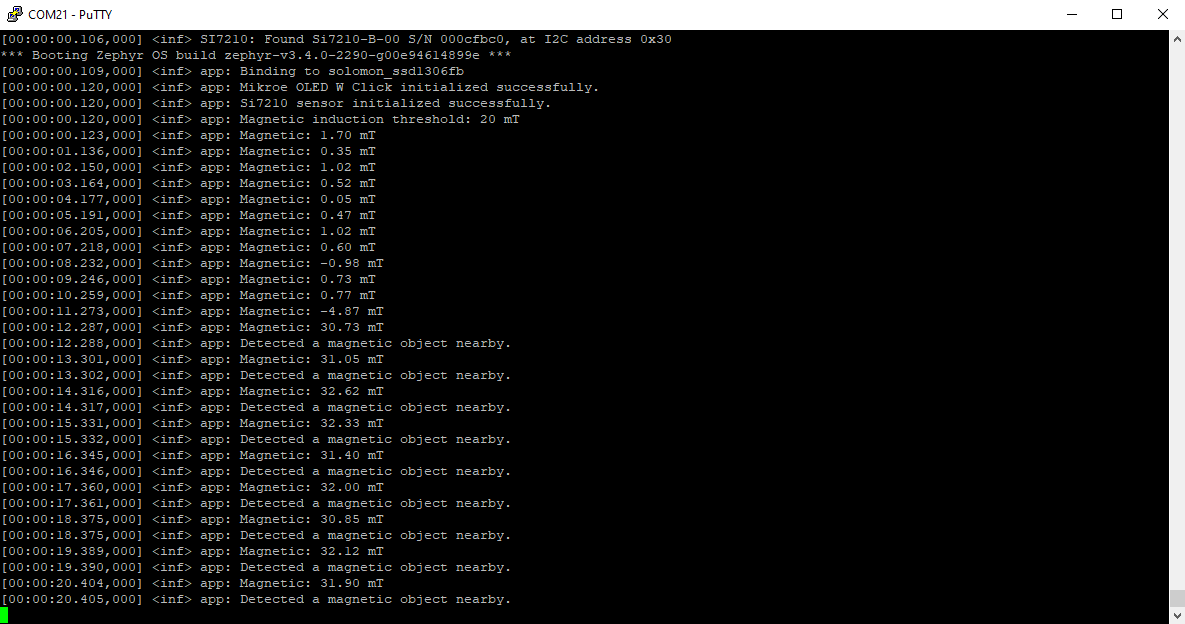 COM21 - PuTTY
[00:00:00.106,000] <inf> SI7210: Found Si7210-B-00 S/N 000cfbc0, at I2C address 0x30
*** Booting Zephyr OS build zephyr-v3.4.0-2290-g00e94614899e ***
[00:00:00.109,000] <inf> app: Binding to solomon_ssd1306fb
[00:00:00.120,000] <inf> app: Mikroe OLED W Click initialized successfully.
[00:00:00.120,000] <inf> app: Si7210 sensor initialized successfully.
[00:00:00.120,000] <inf> app: Magnetic induction threshold: 20 mT
[00:00:00.123,000] <inf> app: Magnetic: 1.70 mT
[00:00:01.136,000] <inf> app: Magnetic: 0.35 mT
[00:00:02.150,000] <inf> app: Magnetic: 1.02 mT
[00:00:03.164,000] <inf> app: Magnetic: 0.52 mT
[00:00:04.177,000] <inf> app: Magnetic: 0.05 mT
[00:00:05.191,000] <inf> app: Magnetic: 0.47 mT
[00:00:06.205,000] <inf> app: Magnetic: 1.02 mT
[00:00:07.218,000] <inf> app: Magnetic: 0.60 mT
[00:00:08.232,000] <inf> app: Magnetic: -0.98 mT
[00:00:09.246,000] <inf> app: Magnetic: 0.73 mT
[00:00:10.259,000] <inf> app: Magnetic: 0.77 mT
[00:00:11.273,000] <inf> app: Magnetic: -4.87 mT
[00:00:12.287,000] <inf> app: Magnetic: 30.73 mT
[00:00:12.288,000] <inf> app: Detected a magnetic object nearby.
[00:00:13.301,000] <inf> app: Magnetic: 31.05 mT
[00:00:13.302,000] <inf> app: Detected a magnetic object nearby.
[00:00:14.316,000] <inf> app: Magnetic: 32.62 mT
[00:00:14.317,000] <inf> app: Detected a magnetic object nearby.
[00:00:15.331,000] <inf> app: Magnetic: 32.33 mT
[00:00:15.332,000] <inf> app: Detected a magnetic object nearby.
[00:00:16.345,000] <inf> app: Magnetic: 31.40 mT
[00:00:16.346,000] <inf> app: Detected a magnetic object nearby.
[00:00:17.360,000] <inf> app: Magnetic: 32.00 mT
[00:00:17.361,000] <inf> app: Detected a magnetic object nearby.
[00:00:18.375,000] <inf> app: Magnetic: 30.85 mT
[00:00:18.375,000] <inf> app: Detected a magnetic object nearby.
[00:00:19.389,000] <inf> app: Magnetic: 32.12 mT
[00:00:19.390,000] <inf> app: Detected a magnetic object nearby.
[00:00:20.404,000] <inf> app: Magnetic: 31.90 mT
[00:00:20.405,000] <inf> app: Detected a magnetic object nearby.